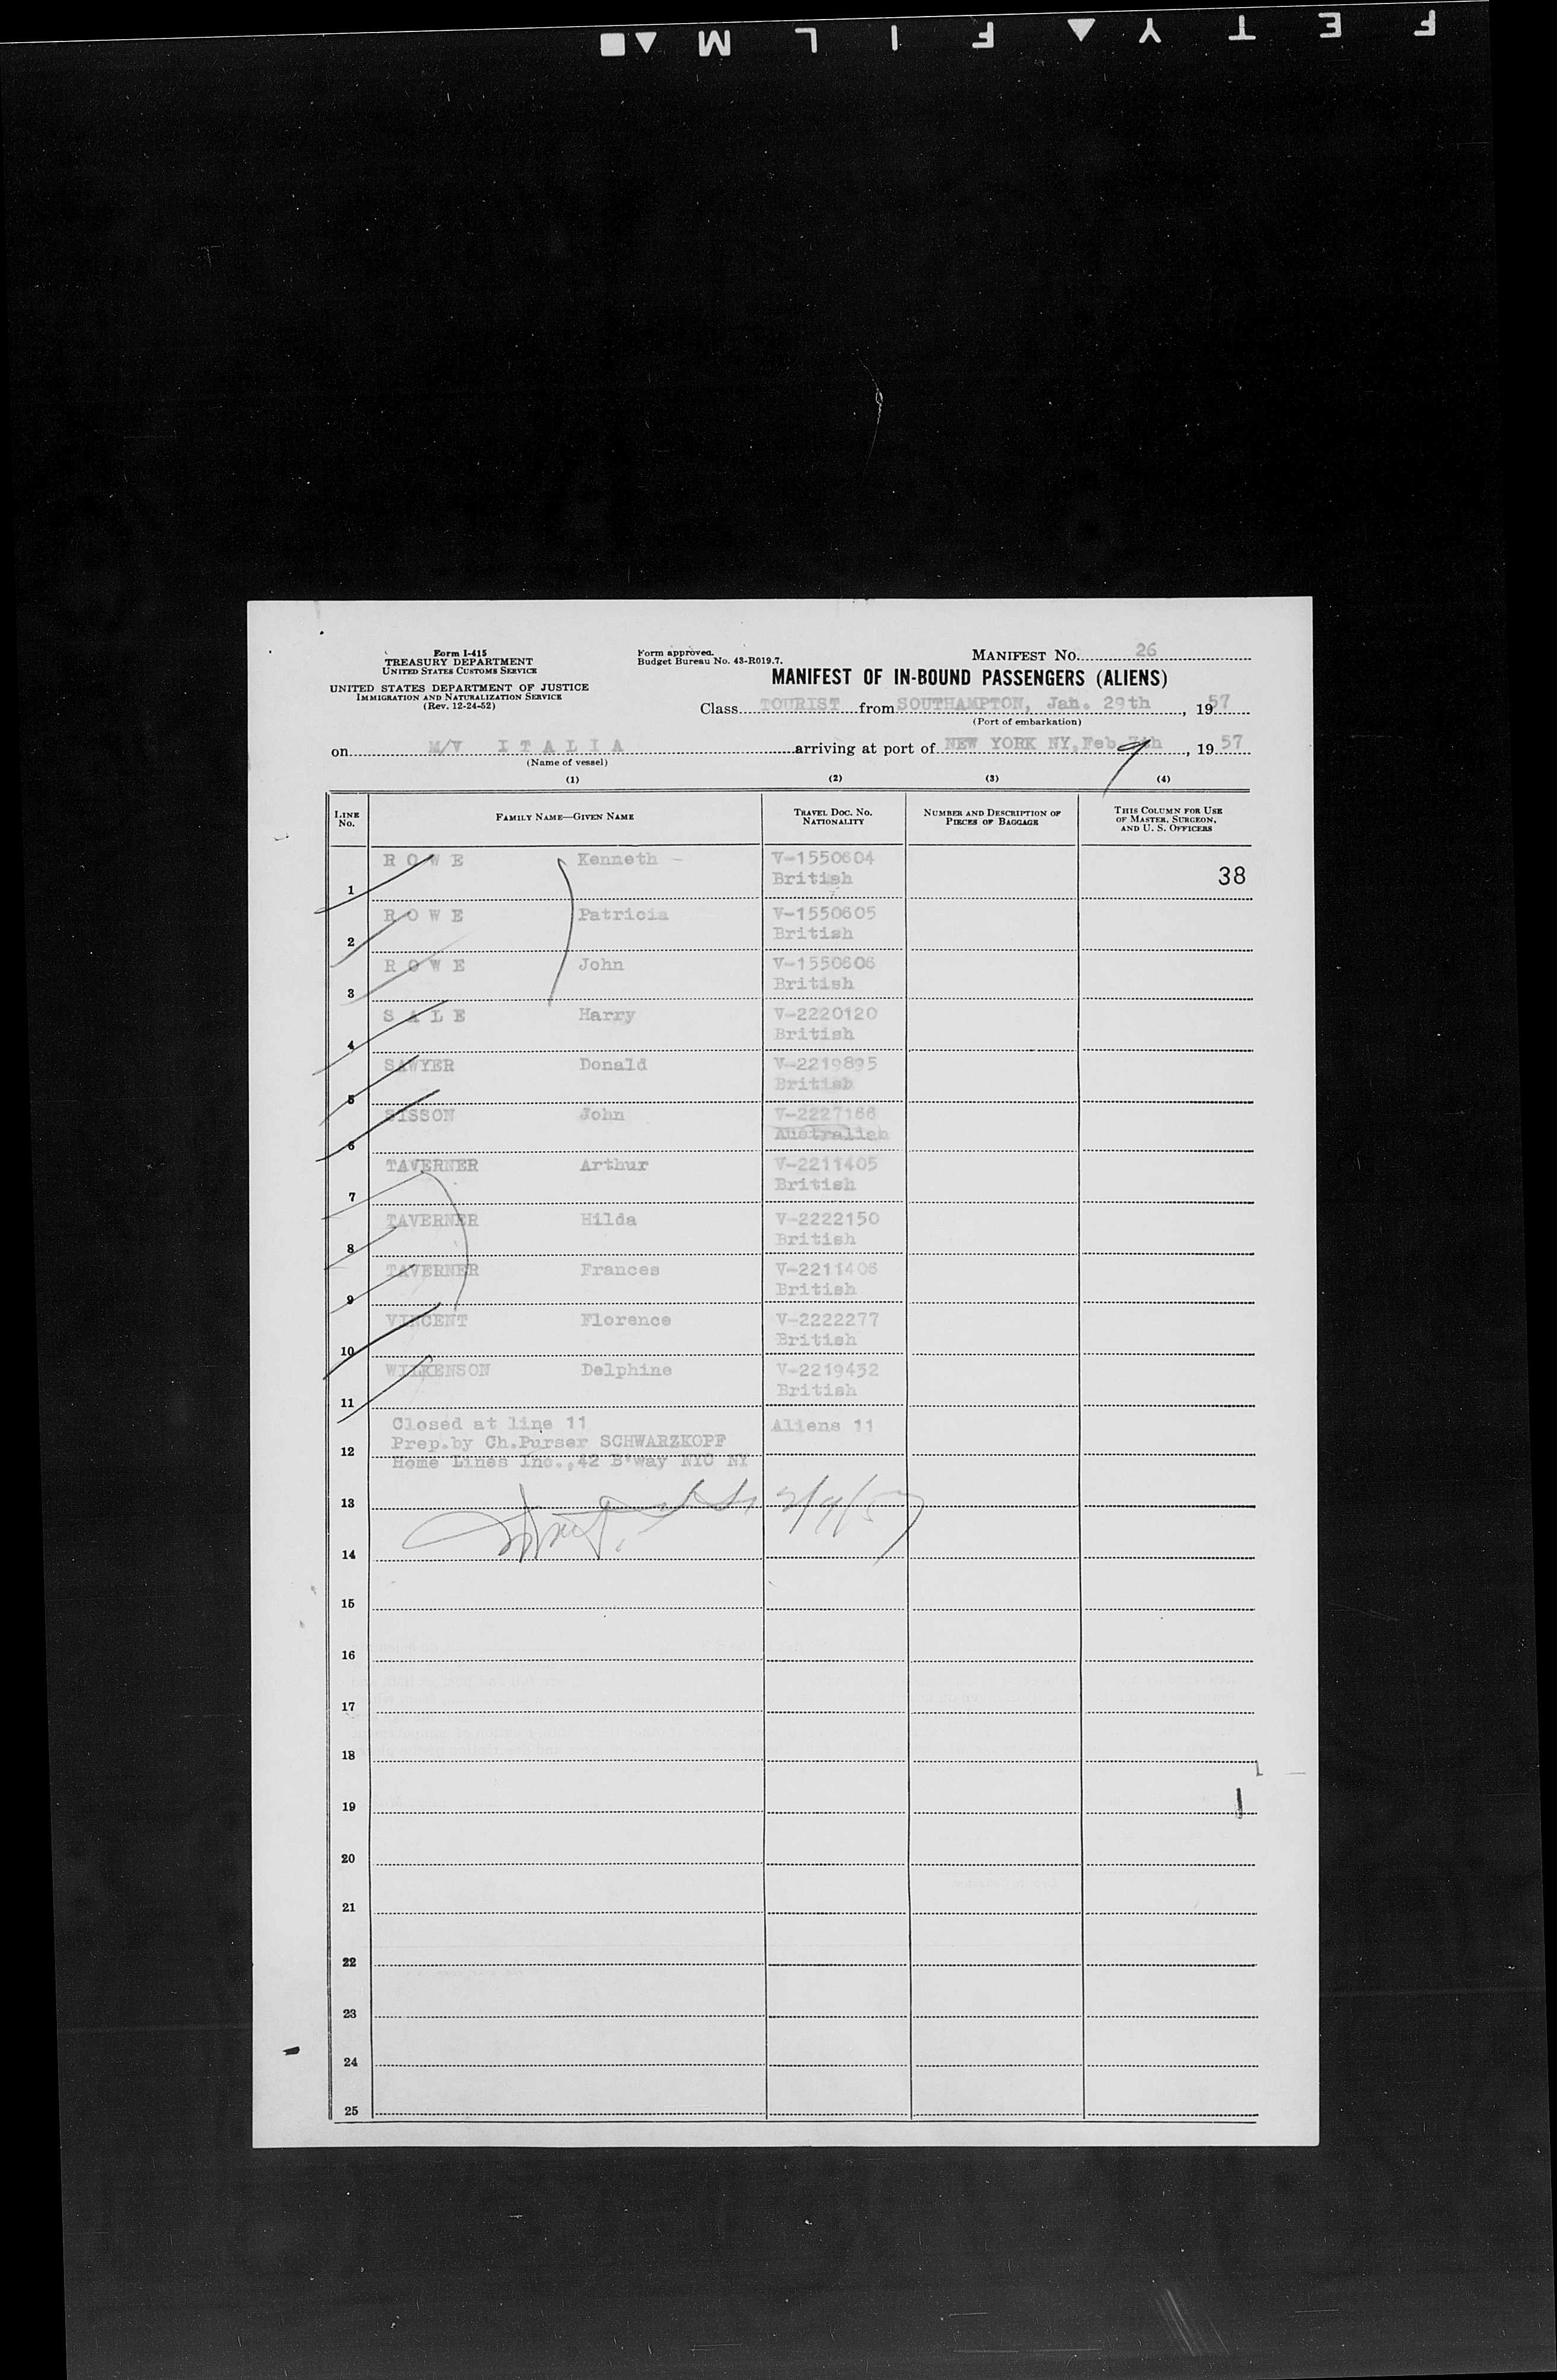 SAFETY FILM
Form I-415
TREASURY DEPARTMENT
UNITED STATES CUSTOMS SERVICE
UNITED STATES DEPARTMENT OF JUSTICE
IMMIGRATION AND NATURALIZATION SERVICE
(Rev. 12-24-52)
Form approved.
Budget Bureau No. 43-R019.7.
MANIFEST NO. 26
MANIFEST OF IN-BOUND PASSENGERS (ALIENS)
Class TOURIST from SOUTHAMPTON, Jan. 29th, 1957
(Port of embarkation)
on M/V ITALIA arriving at port of NEW YORK NY, Feb 7th 9, 1957
(Name of vessel)
(1) (2) (3) (4)
LINE NO. FAMILY NAME—GIVEN NAME TRAVEL DOC. NO. NATIONALITY NUMBER AND DESCRIPTION OF PIECES OF BAGGAGE THIS COLUMN FOR USE OF MASTER, SURGEON, AND U. S. OFFICERS
1 ROWE Kenneth - V-1550604 British 38
2 ROWE Patricia V-1550605 British
3 ROWE John V-1550606 British
4 SALE Harry V-2220120 British
5 SAWYER Donald V-2219895 British
6 SISSON John V-2227166 Australian
7 TAVERNER Arthur V-2211405 British
8 TAVERNER Hilda V-2222150 British
9 TAVERNER Frances V-2211406 British
10 VINCENT Florence V-2222277 British
11 WILKENSON Delphine V-2219432 British
Closed at line 11 Aliens 11
12 Prep.by Ch.Purser SCHWARZKOPF
Home Lines Inc.,42 B'way NYC NY
13 2/9/57
14
15
16
17
18
19
20
21
22
23
24
25